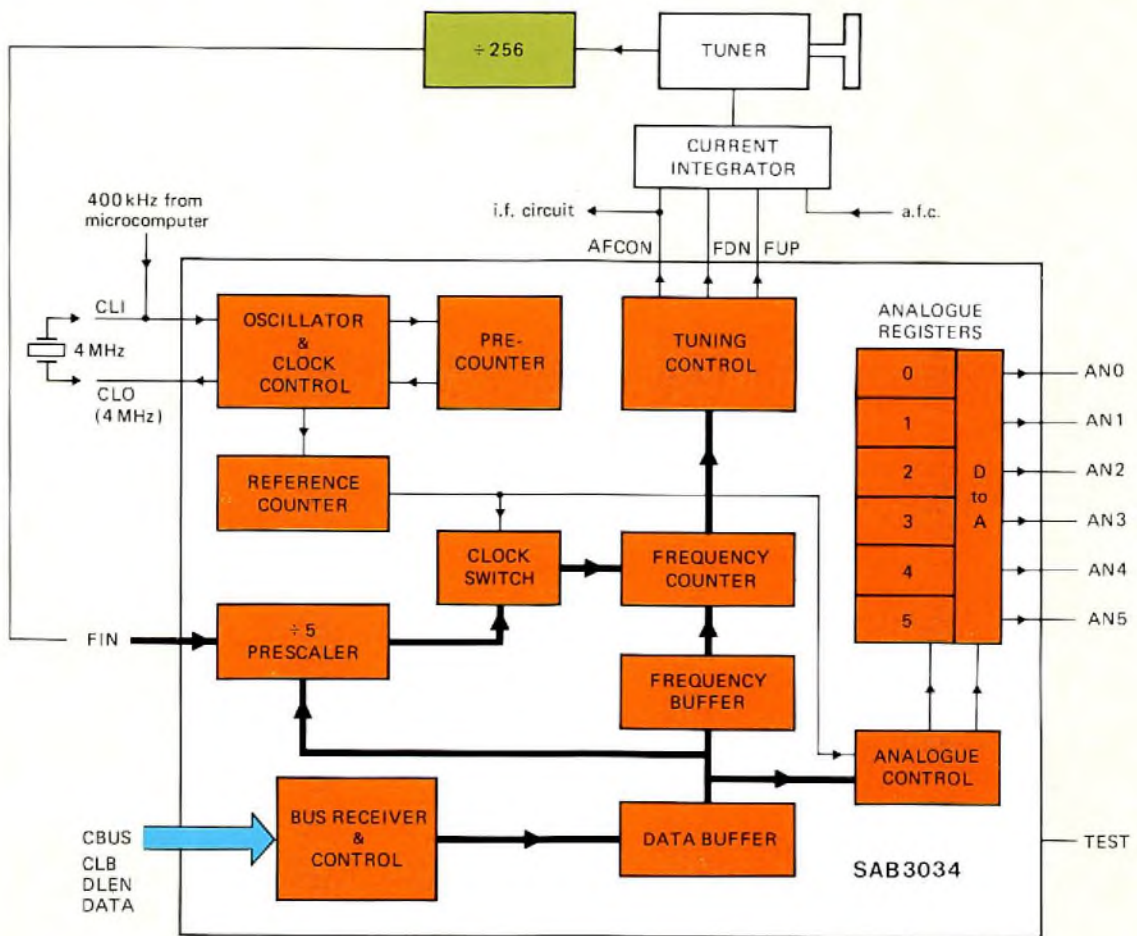 ÷256
TUNER
CURRENT
INTEGRATOR
400 kHz from
microcomputer
i.f. circuit
a.f.c.
AFCON
FDN
FUP
CLI
4 MHz
CLO
(4 MHz)
OSCILLATOR
&
CLOCK
CONTROL
PRE-
COUNTER
TUNING
CONTROL
ANALOGUE
REGISTERS
0
1
2
3
4
5
D
to
A
AN0
AN1
AN2
AN3
AN4
AN5
REFERENCE
COUNTER
CLOCK
SWITCH
FREQUENCY
COUNTER
FIN
÷5
PRESCALER
FREQUENCY
BUFFER
ANALOGUE
CONTROL
BUS RECEIVER
&
CONTROL
DATA BUFFER
CBUS
CLB
DLEN
DATA
TEST
SAB3034